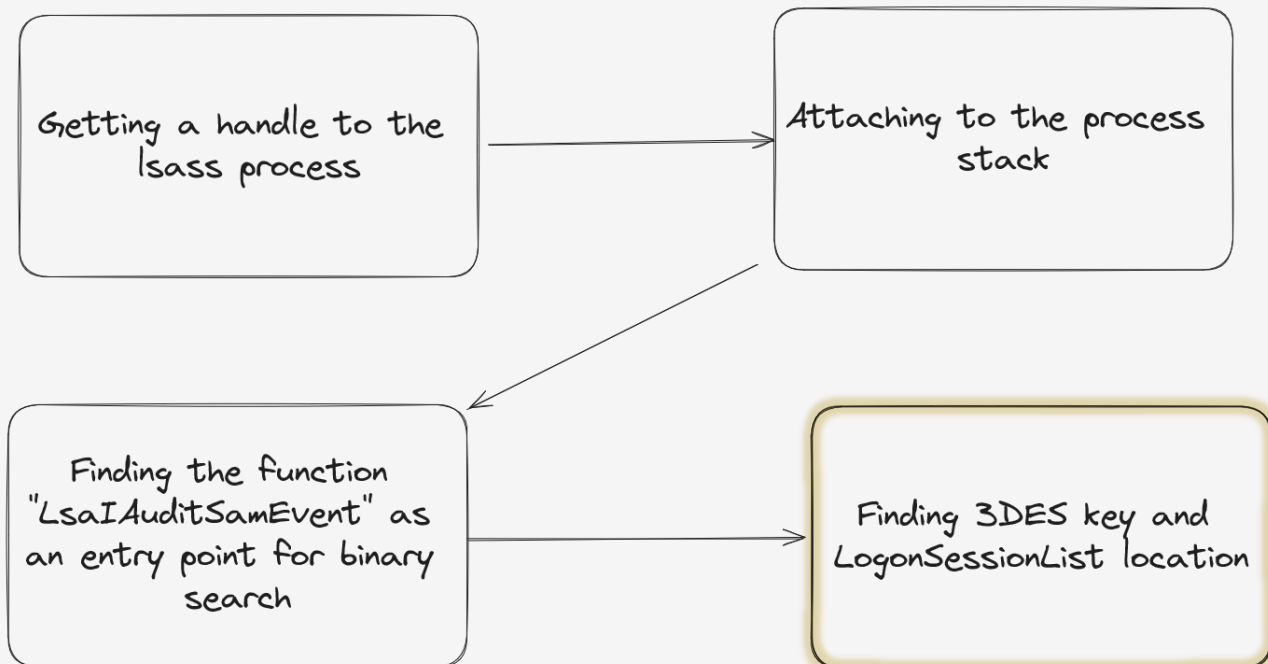 Getting a handle to the
lsass process
Attaching to the process
stack
Finding the function
"LsaIAuditSamEvent" as
an entry point for binary
search
Finding 3DES key and
LogonSessionList location